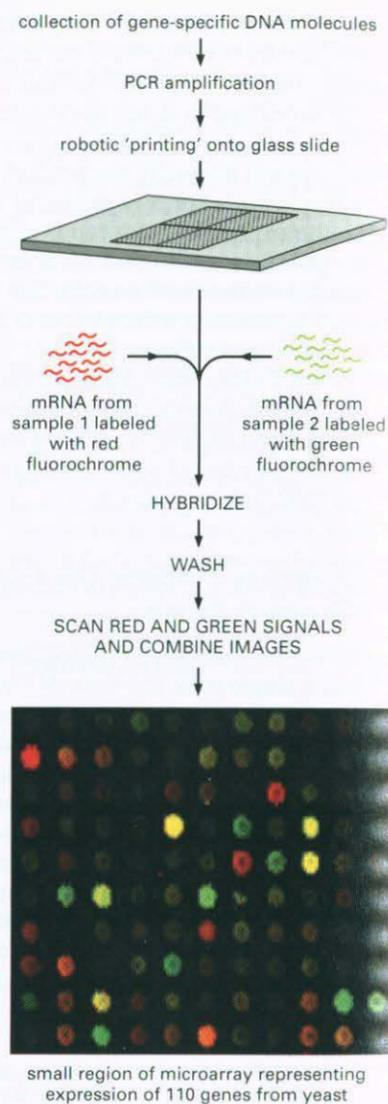 collection of gene-specific DNA molecules
PCR amplification
robotic 'printing' onto glass slide
mRNA from
sample 1 labeled
with red
fluorochrome
mRNA from
sample 2 labeled
with green
fluorochrome
HYBRIDIZE
WASH
SCAN RED AND GREEN SIGNALS
AND COMBINE IMAGES
small region of microarray representing
expression of 110 genes from yeast